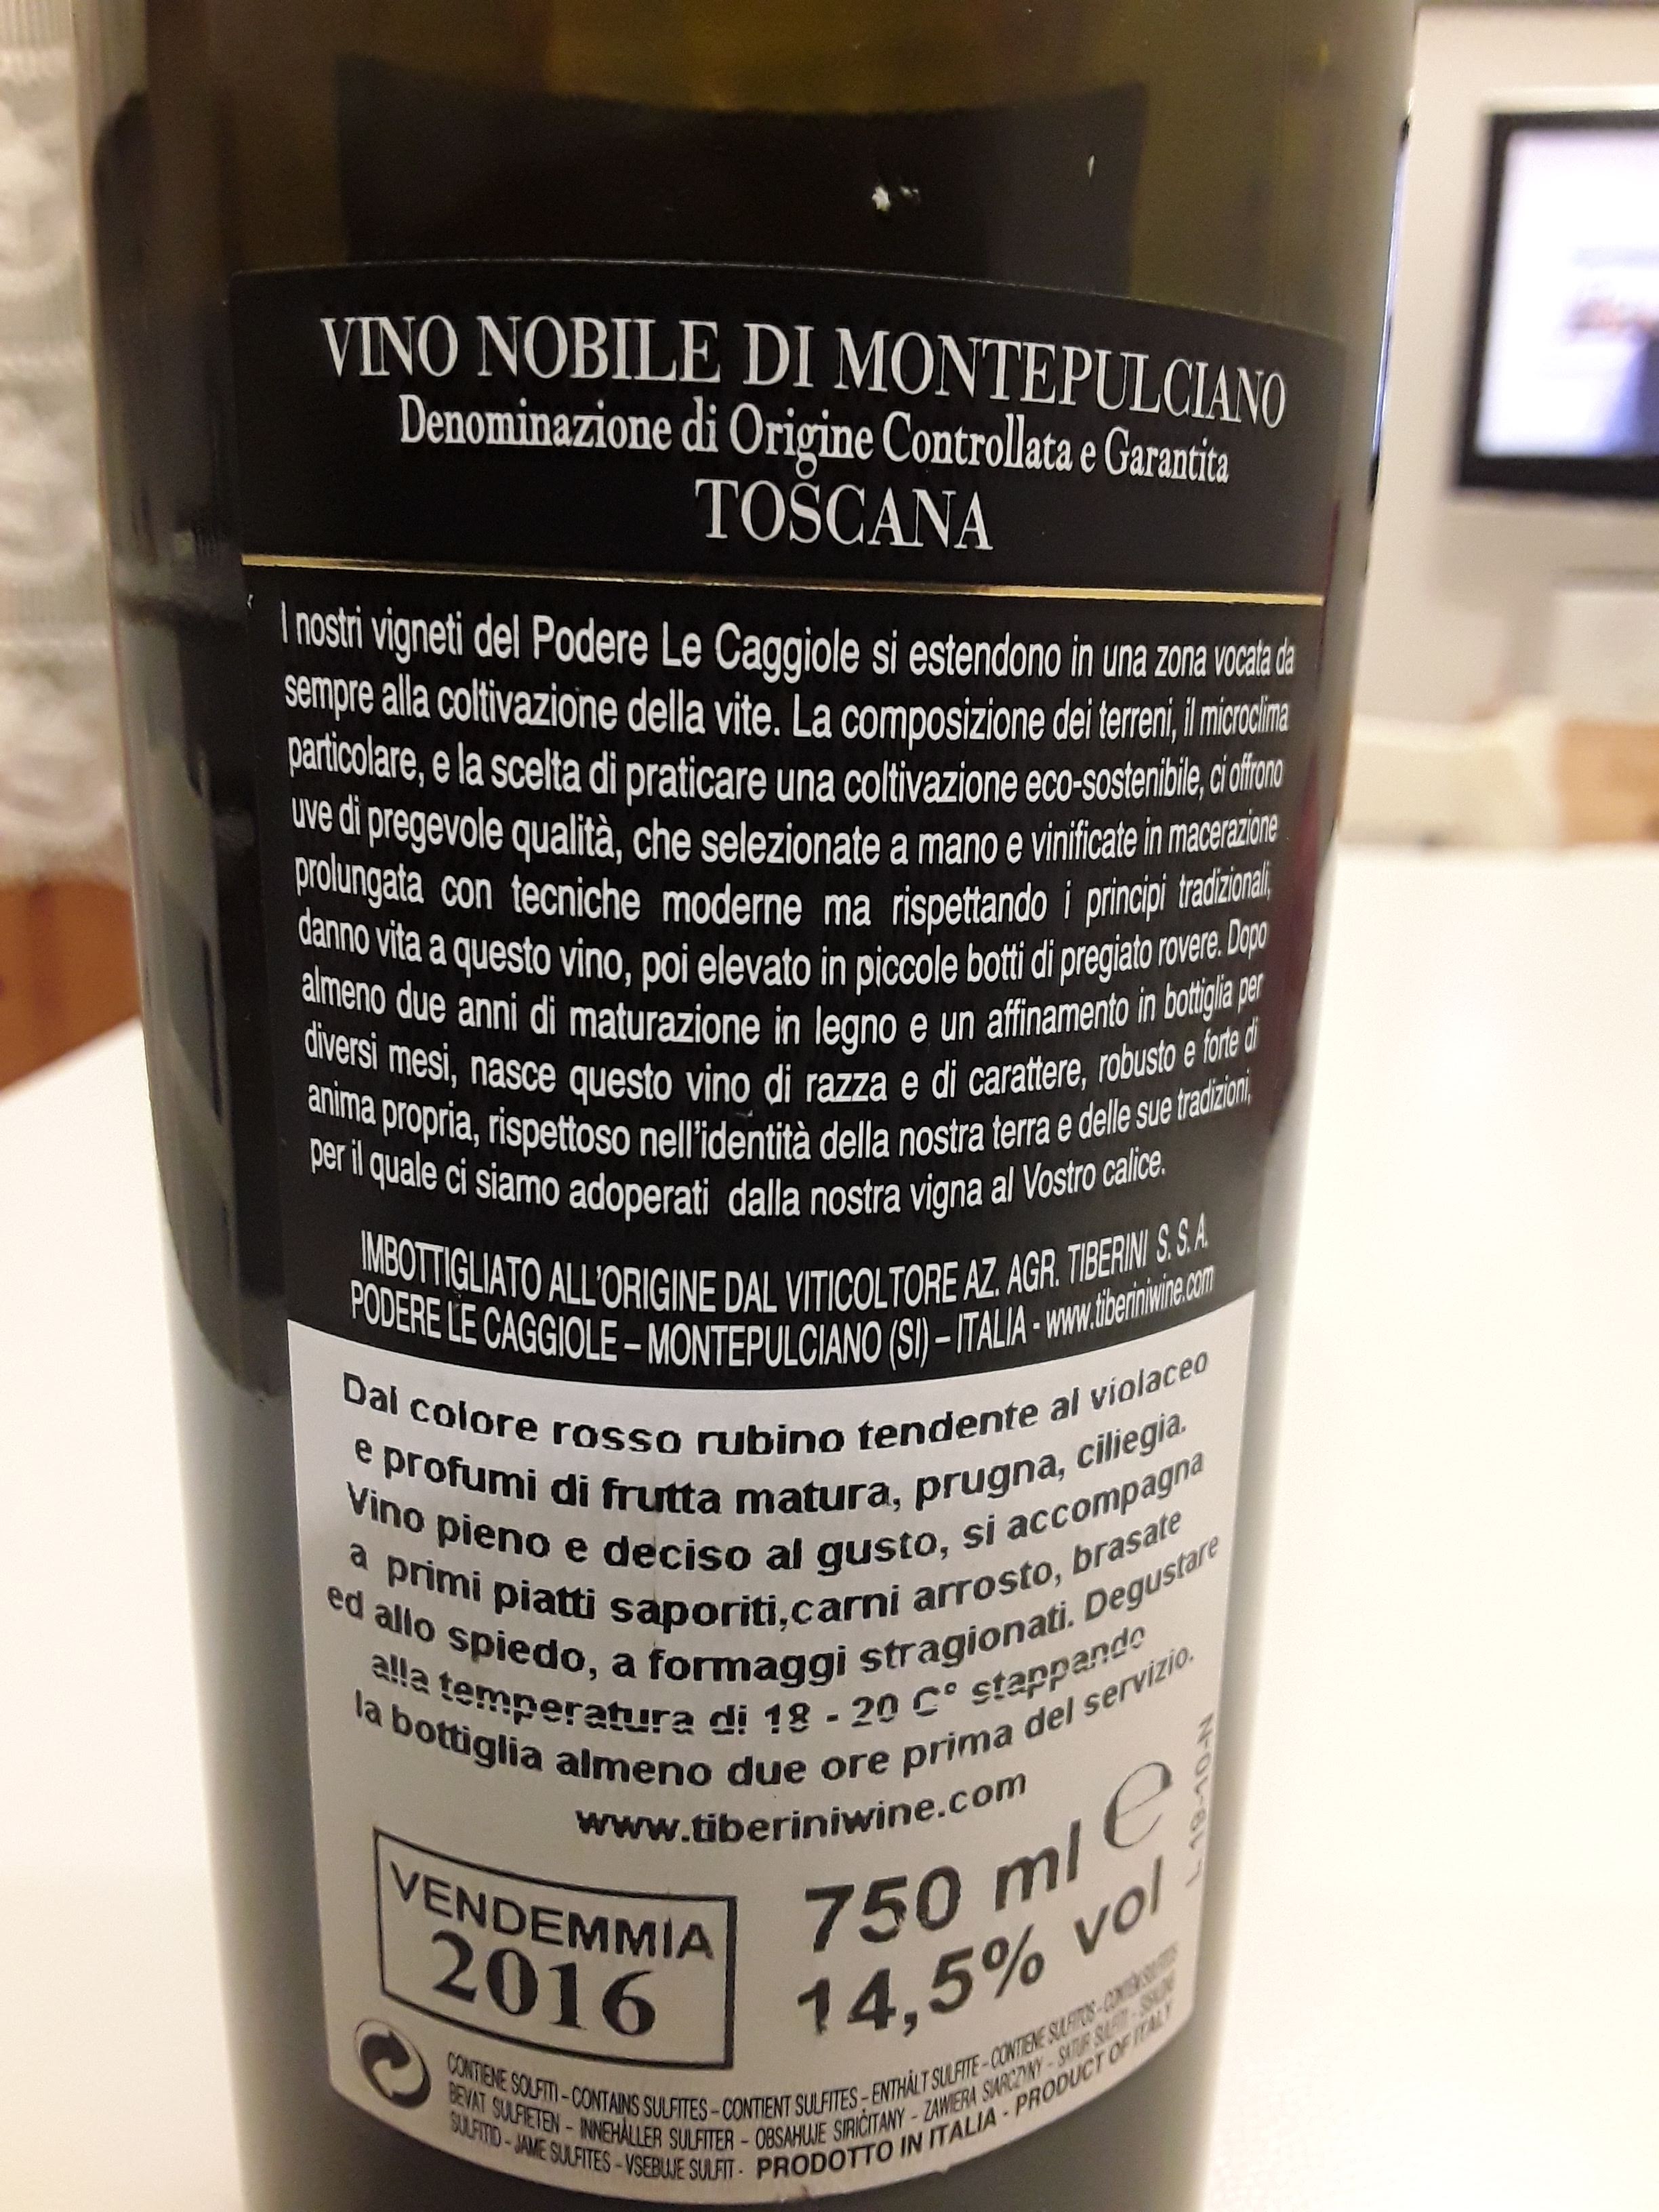 VINO NOBILE DI MONTEPULCIANO
Denominazione di Origine Controllata e Garantita
TOSCANA
I nostri vigneti del Podere Le Caggiole si estendono in una zona vocata da
sempre alla coltivazione della vite. La composizione dei terreni, il microclima
particolare, e la scelta di praticare una coltivazione eco-sostenibile, ci offrono
uve di pregevole qualità, che selezionate a mano e vinificate in macerazione
prolungata con tecniche moderne ma rispettando i principi tradizionali,
danno vita a questo vino, poi elevato in piccole botti di pregiato rovere. Dopo
almeno due anni di maturazione in legno e un affinamento in bottiglia per
diversi mesi, nasce questo vino di razza e di carattere, robusto e forte di
anima propria, rispettoso nell'identità della nostra terra e delle sue tradizioni,
per il quale ci siamo adoperati dalla nostra vigna al Vostro calice.
IMBOTTIGLIATO ALL'ORIGINE DAL VITICOLTORE AZ. AGR. TIBERINI S. S. A.
PODERE LE CAGGIOLE – MONTEPULCIANO (SI) – ITALIA - www.tiberiniwine.com
Dal colore rosso rubino tendente al violaceo
e profumi di frutta matura, prugna, ciliegia.
Vino pieno e deciso al gusto, si accompagna
a primi piatti saporiti,carni arrosto, brasate
ed allo spiedo, a formaggi stragionati. Degustare
alla temperatura di 18 - 20 C° stappando
la bottiglia almeno due ore prima del servizio.
www.tiberiniwine.com
VENDEMMIA
2016
750 ml e
14,5% vol
L-19-10-N
CONTIENE SOLFITI - CONTAINS SULFITES - CONTIENT SULFITES - ENTHÄLT SULFITE - CONTIENE SULFITOS - CONTÉM SULFITOS
BEVAT SULFIETEN - INNEHÅLLER SULFITER - OBSAHUJE SIRIČITANY - ZAWIERA SIARCZYNY - SATUR SULFITI -
SULFITID - JAME SULFITES - VSEBUJE SULFIT - PRODOTTO IN ITALIA - PRODUCT OF ITALY